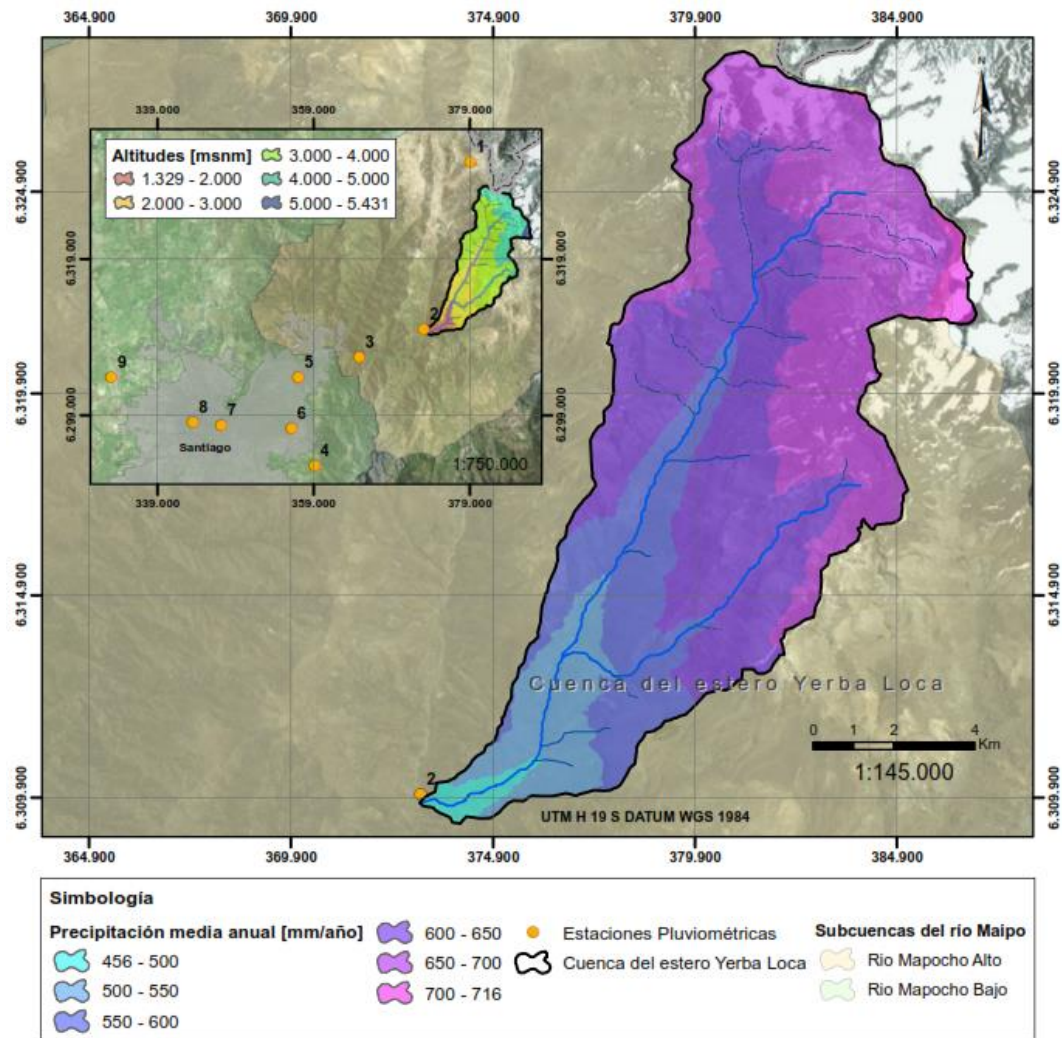 364.900 369.900 374.900 379.900 384.900
N
339.000 359.000 379.000
Altitudes [msnm]
1.329 - 2.000
2.000 - 3.000
3.000 - 4.000
4.000 - 5.000
5.000 - 5.431
1
2
3
9
5
8
7
6
4
Santiago
1:750.000
6.319.000
6.299.000
6.319.000
6.299.000
339.000 359.000 379.000
6.324.900
6.319.900
6.314.900
6.309.900
6.324.900
6.319.900
6.314.900
6.309.900
Cuenca del estero Yerba Loca
0 1 2 4
Km
1:145.000
2
UTM H 19 S DATUM WGS 1984
364.900 369.900 374.900 379.900 384.900
Simbología
Precipitación media anual [mm/año]
456 - 500
500 - 550
550 - 600
600 - 650
650 - 700
700 - 716
Estaciones Pluviométricas
Cuenca del estero Yerba Loca
Subcuencas del río Maipo
Rio Mapocho Alto
Rio Mapocho Bajo